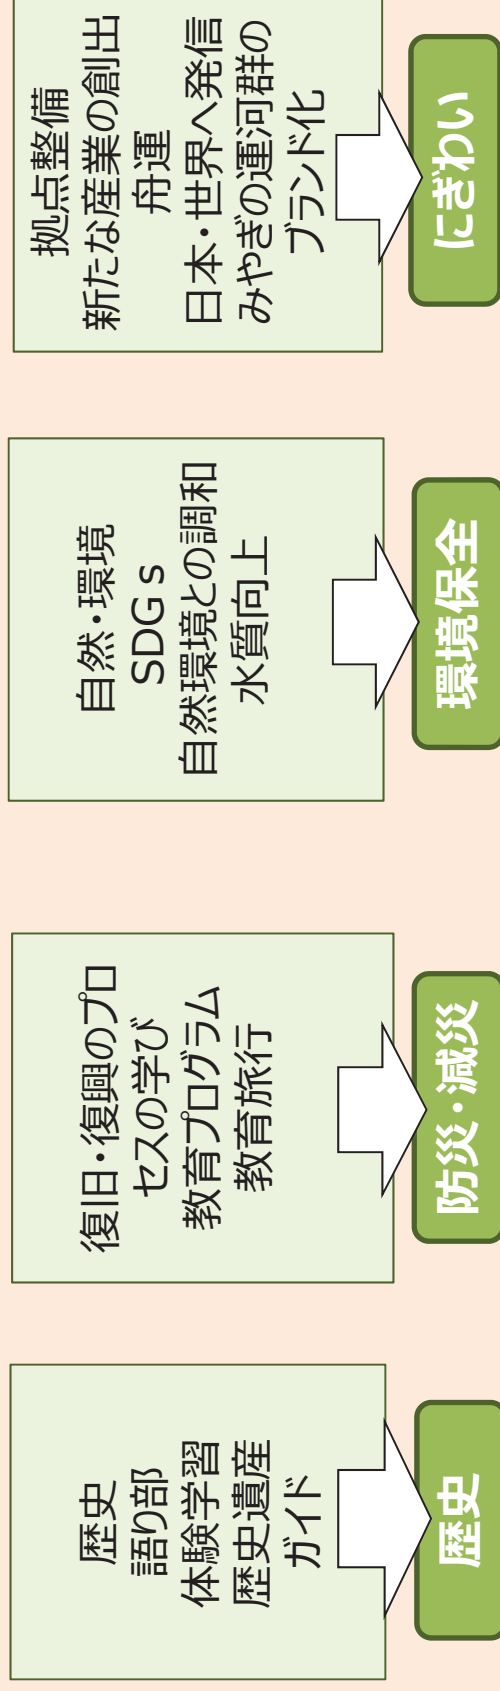 歴史
語り部
体験学習
歴史遺産
ガイド
歴史
復旧・復興のプロ
セスの学び
教育プログラム
教育旅行
防災・減災
自然・環境
SDGs
自然環境との調和
水質向上
環境保全
拠点整備
新たな産業の創出
舟運
日本・世界へ発信
みやぎの運河群の
ブランド化
にぎわい